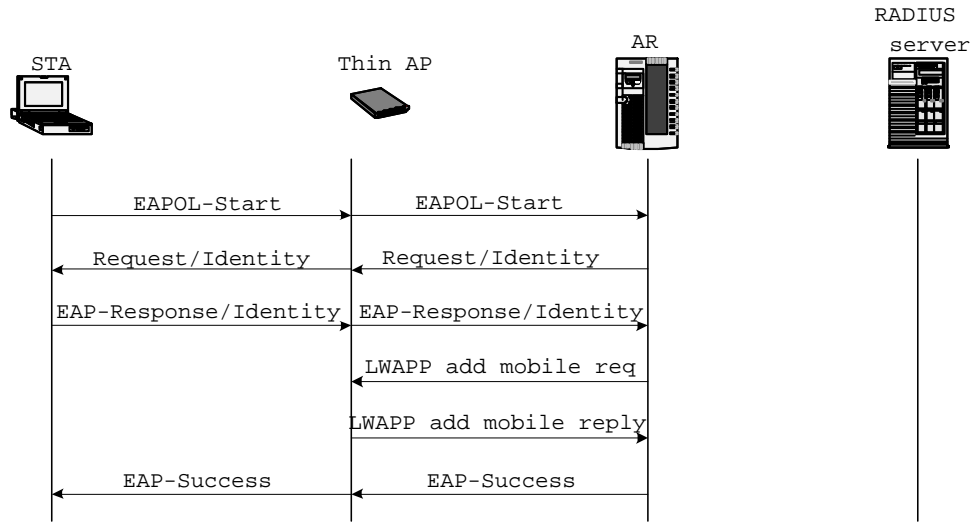 RADIUS
server
AR
STA
Thin AP
EAPOL-Start
EAPOL-Start
Request/Identity
Request/Identity
EAP-Response/Identity
EAP-Response/Identity
LWAPP add mobile req
LWAPP add mobile reply
EAP-Success
EAP-Success